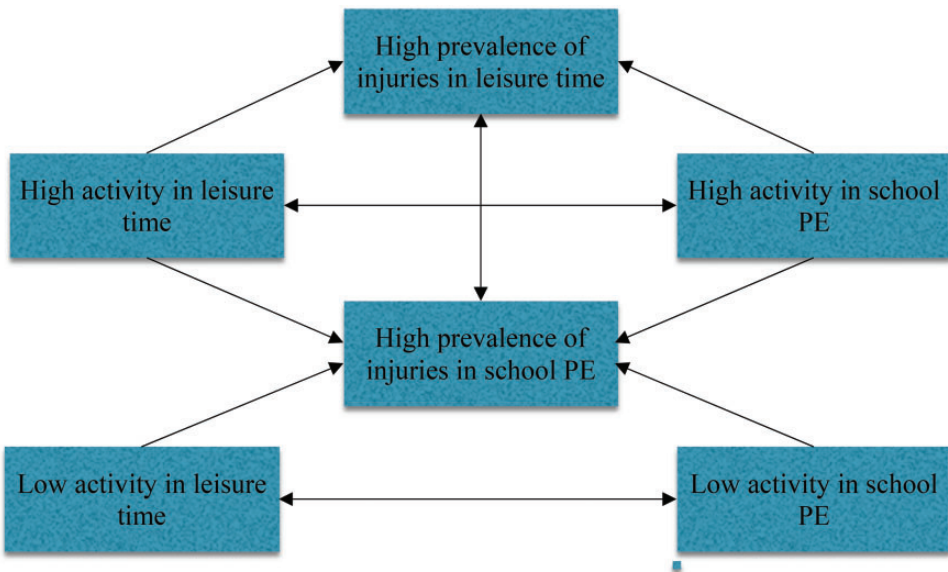 High prevalence of
injuries in leisure time
High activity in leisure
time
High activity in school
PE
High prevalence of
injuries in school PE
Low activity in leisure
time
Low activity in school
PE